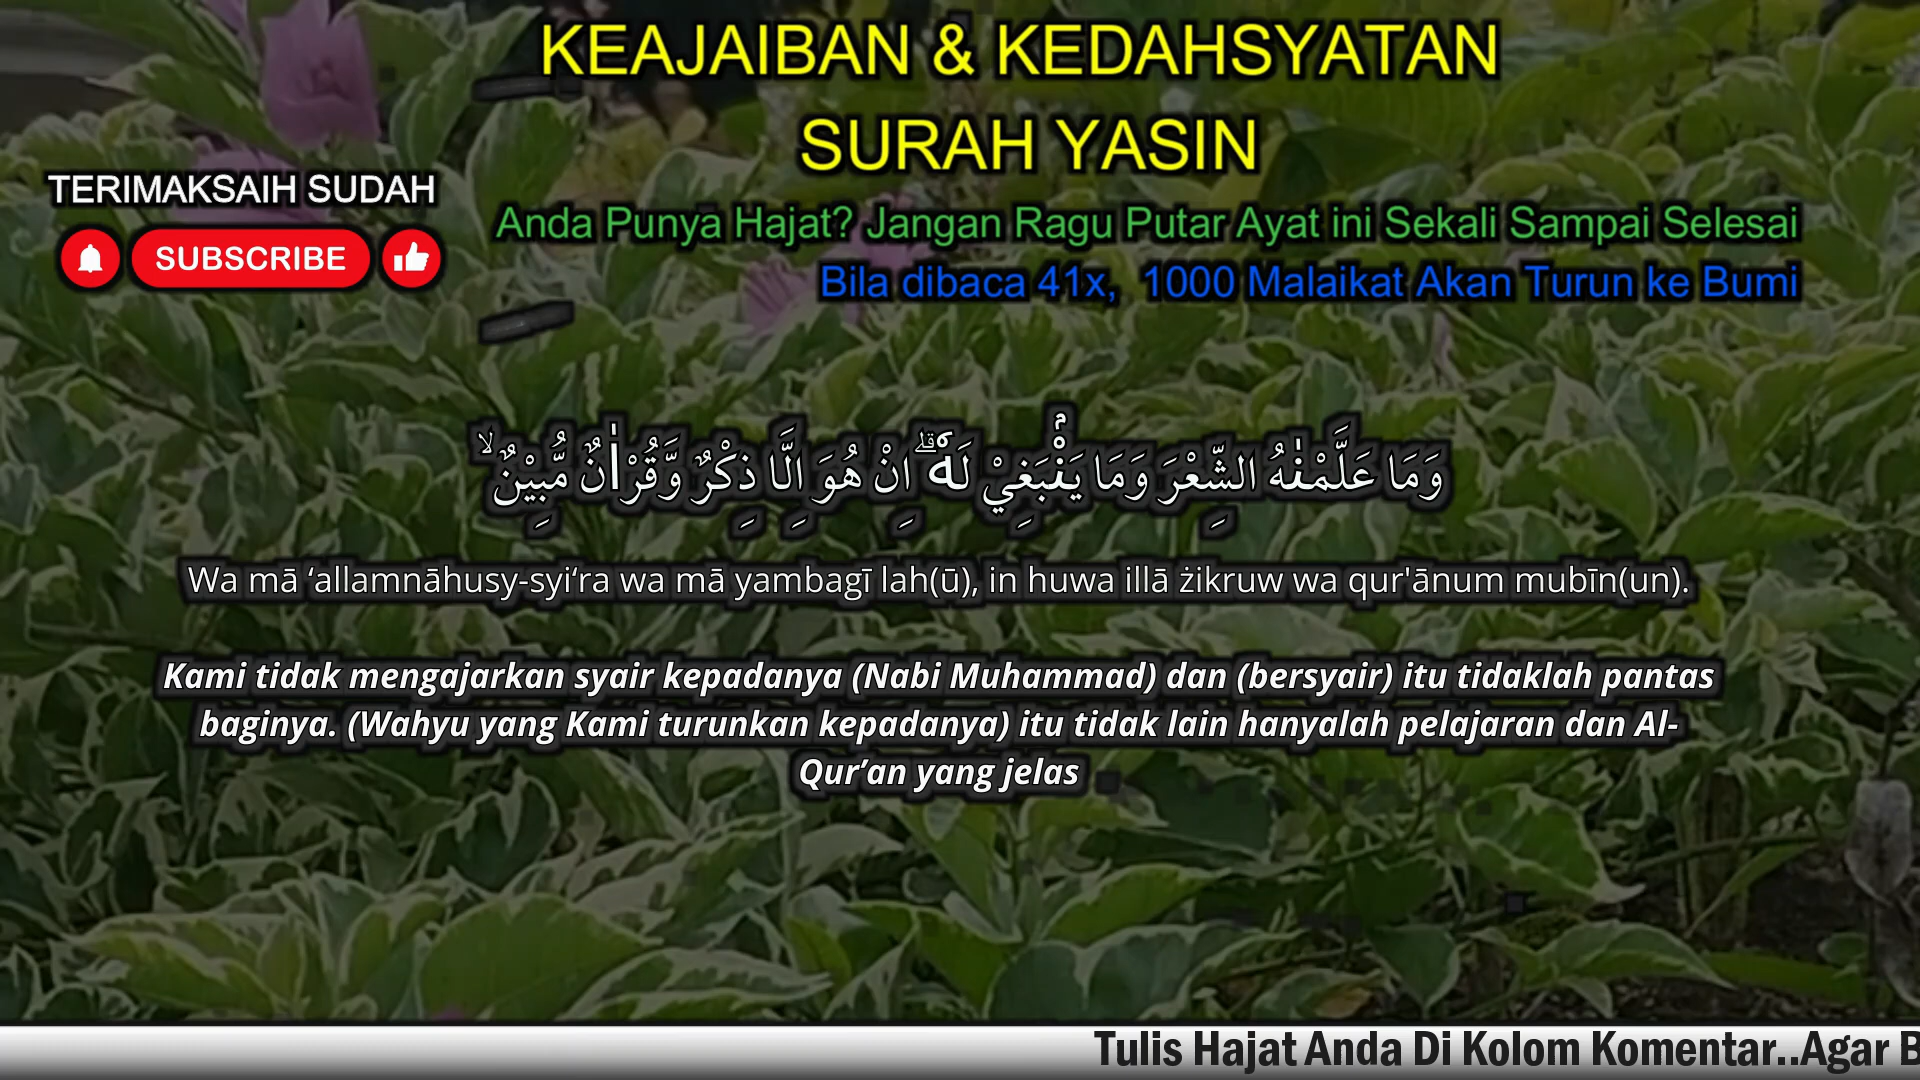 KEAJAIBAN & KEDAHSYATAN
SURAH YASIN
TERIMAKSAIH SUDAH
SUBSCRIBE
Anda Punya Hajat? Jangan Ragu Putar Ayat ini Sekali Sampai Selesai
Bila dibaca 41x, 1000 Malaikat Akan Turun ke Bumi
وَمَا عَلَّمْنٰهُ الشِّعْرَ وَمَا يَنْۢبَغِيْ لَهٗ ۗاِنْ هُوَ اِلَّا ذِكْرٌ وَّقُرْاٰنٌ مُّبِيْنٌ ۙ
Wa mā ‘allamnāhusy-syi‘ra wa mā yambagī lah(ū), in huwa illā żikruw wa qur'ānum mubīn(un).
Kami tidak mengajarkan syair kepadanya (Nabi Muhammad) dan (bersyair) itu tidaklah pantas
baginya. (Wahyu yang Kami turunkan kepadanya) itu tidak lain hanyalah pelajaran dan Al-
Qur’an yang jelas
Tulis Hajat Anda Di Kolom Komentar..Agar